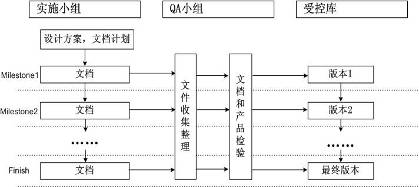 实施小组
QA小组
受控库
设计方案，文档计划
Milestone1
文档
文件收集整理
文档和产品检验
版本1
Milestone2
文档
版本2
……
……
Finish
文档
最终版本